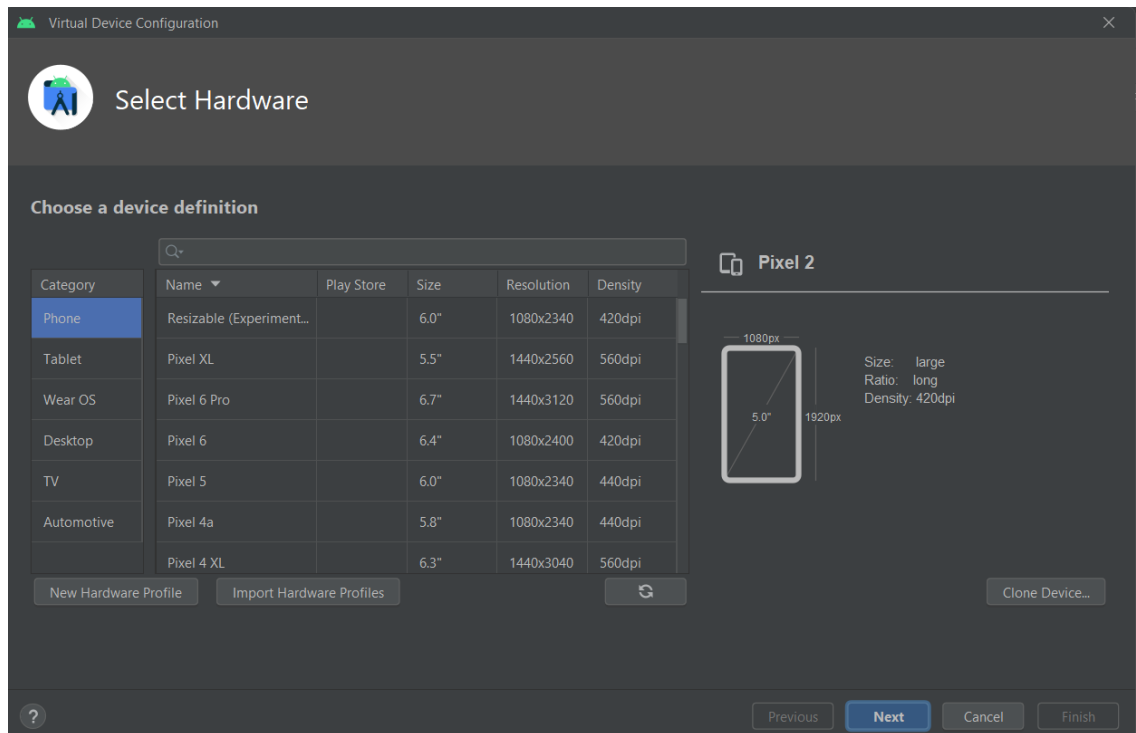 Virtual Device Configuration
Select Hardware
Choose a device definition
Category
Phone
Tablet
Wear OS
Desktop
TV
Automotive
Name Play Store Size Resolution Density
Resizable (Experiment... 6.0" 1080x2340 420dpi
Pixel XL 5.5" 1440x2560 560dpi
Pixel 6 Pro 6.7" 1440x3120 560dpi
Pixel 6 6.4" 1080x2400 420dpi
Pixel 5 6.0" 1080x2340 440dpi
Pixel 4a 5.8" 1080x2340 440dpi
Pixel 4 XL 6.3" 1440x3040 560dpi
New Hardware Profile Import Hardware Profiles
Pixel 2
1080px
5.0" 1920px
Size: large
Ratio: long
Density: 420dpi
Clone Device...
? Previous Next Cancel Finish